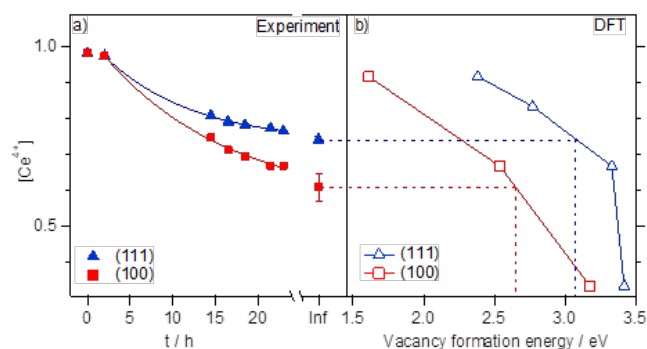 a)
Experiment
b)
DFT
1.0
0.5
[Ce4+]
(111)
(100)
(111)
(100)
0 5 10 15 20 Inf
1.5 2.0 2.5 3.0 3.5
t / h
Vacancy formation energy / eV